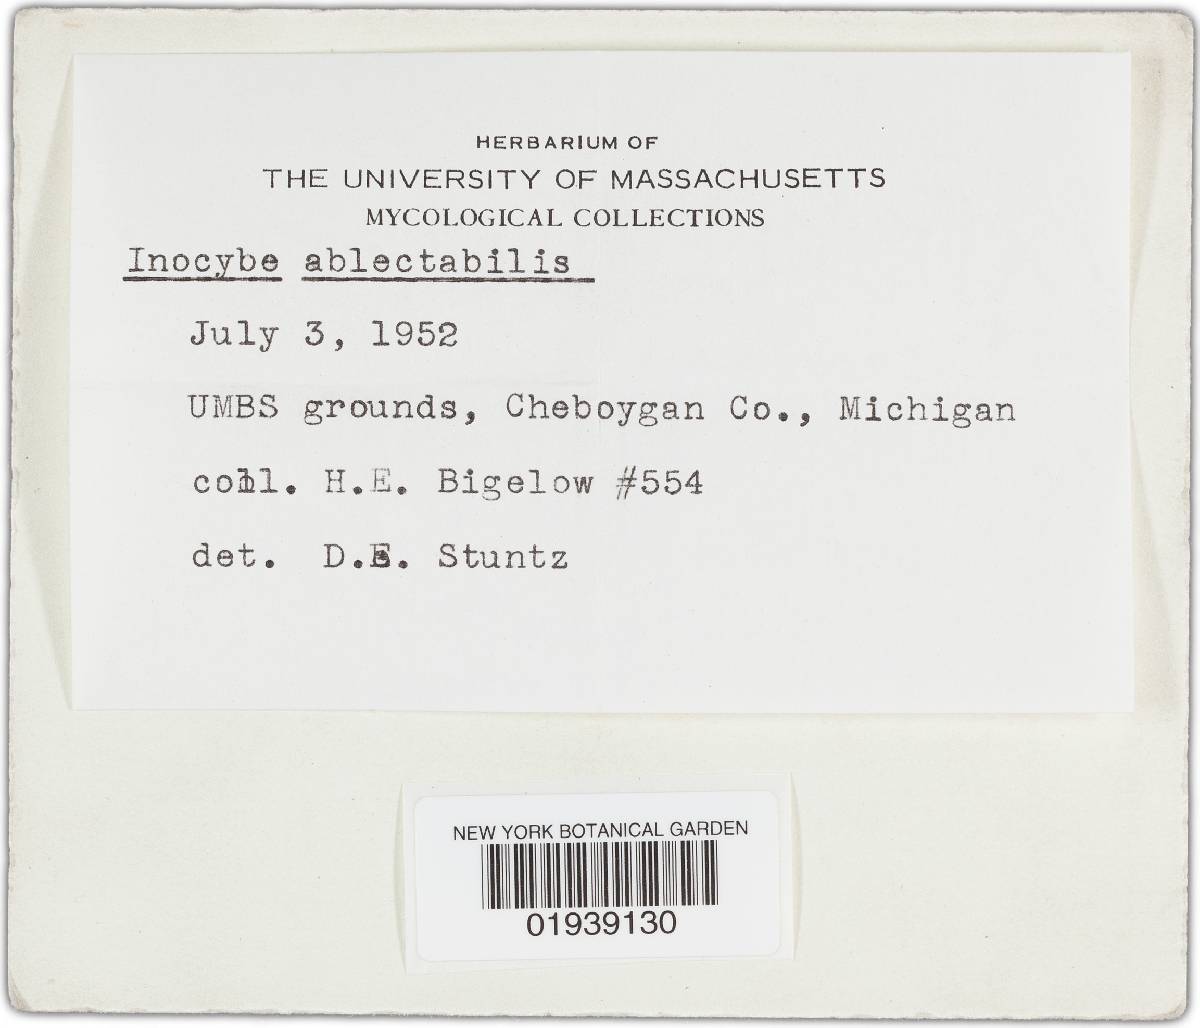 HERBARIUM OF
THE UNIVERSITY OF MASSACHUSETTS
MYCOLOGICAL COLLECTIONS
Inocybe ablectabilis
July 3, 1952
UMBS grounds, Cheboygan Co., Michigan
coll. H.E. Bigelow #554
det. D.E. Stuntz
NEW YORK BOTANICAL GARDEN
01939130